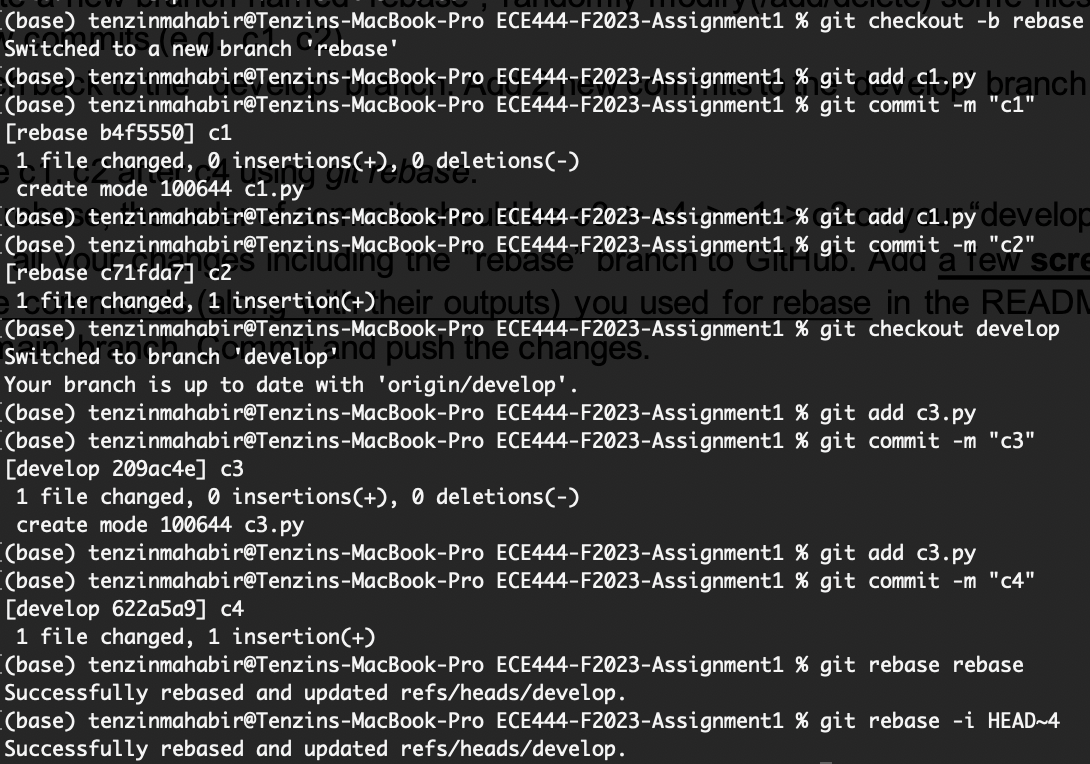 (base) tenzinmahabir@Tenzins-MacBook-Pro ECE444-F2023-Assignment1 % git checkout -b rebase
Switched to a new branch 'rebase'
(base) tenzinmahabir@Tenzins-MacBook-Pro ECE444-F2023-Assignment1 % git add c1.py
(base) tenzinmahabir@Tenzins-MacBook-Pro ECE444-F2023-Assignment1 % git commit -m "c1"
[rebase b4f5550] c1
 1 file changed, 0 insertions(+), 0 deletions(-)
 create mode 100644 c1.py
(base) tenzinmahabir@Tenzins-MacBook-Pro ECE444-F2023-Assignment1 % git add c1.py
(base) tenzinmahabir@Tenzins-MacBook-Pro ECE444-F2023-Assignment1 % git commit -m "c2"
[rebase c71fda7] c2
 1 file changed, 1 insertion(+)
(base) tenzinmahabir@Tenzins-MacBook-Pro ECE444-F2023-Assignment1 % git checkout develop
Switched to branch 'develop'
Your branch is up to date with 'origin/develop'.
(base) tenzinmahabir@Tenzins-MacBook-Pro ECE444-F2023-Assignment1 % git add c3.py
(base) tenzinmahabir@Tenzins-MacBook-Pro ECE444-F2023-Assignment1 % git commit -m "c3"
[develop 209ac4e] c3
 1 file changed, 0 insertions(+), 0 deletions(-)
 create mode 100644 c3.py
(base) tenzinmahabir@Tenzins-MacBook-Pro ECE444-F2023-Assignment1 % git add c3.py
(base) tenzinmahabir@Tenzins-MacBook-Pro ECE444-F2023-Assignment1 % git commit -m "c4"
[develop 622a5a9] c4
 1 file changed, 1 insertion(+)
(base) tenzinmahabir@Tenzins-MacBook-Pro ECE444-F2023-Assignment1 % git rebase rebase
Successfully rebased and updated refs/heads/develop.
(base) tenzinmahabir@Tenzins-MacBook-Pro ECE444-F2023-Assignment1 % git rebase -i HEAD~4
Successfully rebased and updated refs/heads/develop.